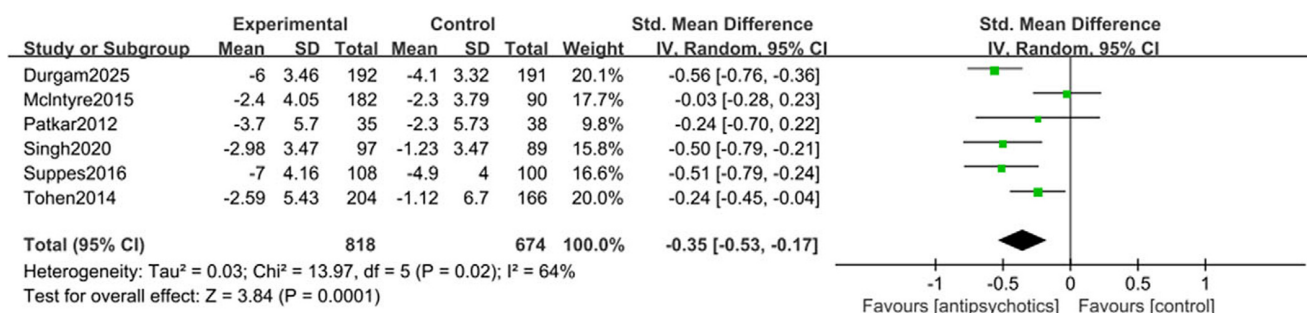 Experimental Control Std. Mean Difference Std. Mean Difference
Study or Subgroup Mean SD Total Mean SD Total Weight IV, Random, 95% CI IV, Random, 95% CI
Durgam2025 -6 3.46 192 -4.1 3.32 191 20.1% -0.56 [-0.76, -0.36]
McIntyre2015 -2.4 4.05 182 -2.3 3.79 90 17.7% -0.03 [-0.28, 0.23]
Patkar2012 -3.7 5.7 35 -2.3 5.73 38 9.8% -0.24 [-0.70, 0.22]
Singh2020 -2.98 3.47 97 -1.23 3.47 89 15.8% -0.50 [-0.79, -0.21]
Suppes2016 -7 4.16 108 -4.9 4 100 16.6% -0.51 [-0.79, -0.24]
Tohen2014 -2.59 5.43 204 -1.12 6.7 166 20.0% -0.24 [-0.45, -0.04]
Total (95% CI) 818 674 100.0% -0.35 [-0.53, -0.17]
Heterogeneity: Tau² = 0.03; Chi² = 13.97, df = 5 (P = 0.02); I² = 64%
Test for overall effect: Z = 3.84 (P = 0.0001)
-1 -0.5 0 0.5 1
Favours [antipsychotics] Favours [control]